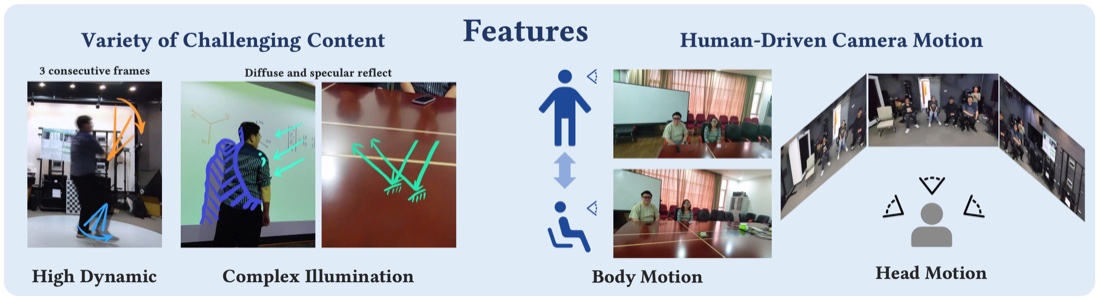 Features
Variety of Challenging Content
3 consecutive frames
Diffuse and specular reflect
High Dynamic
Complex Illumination
Human-Driven Camera Motion
Body Motion
Head Motion